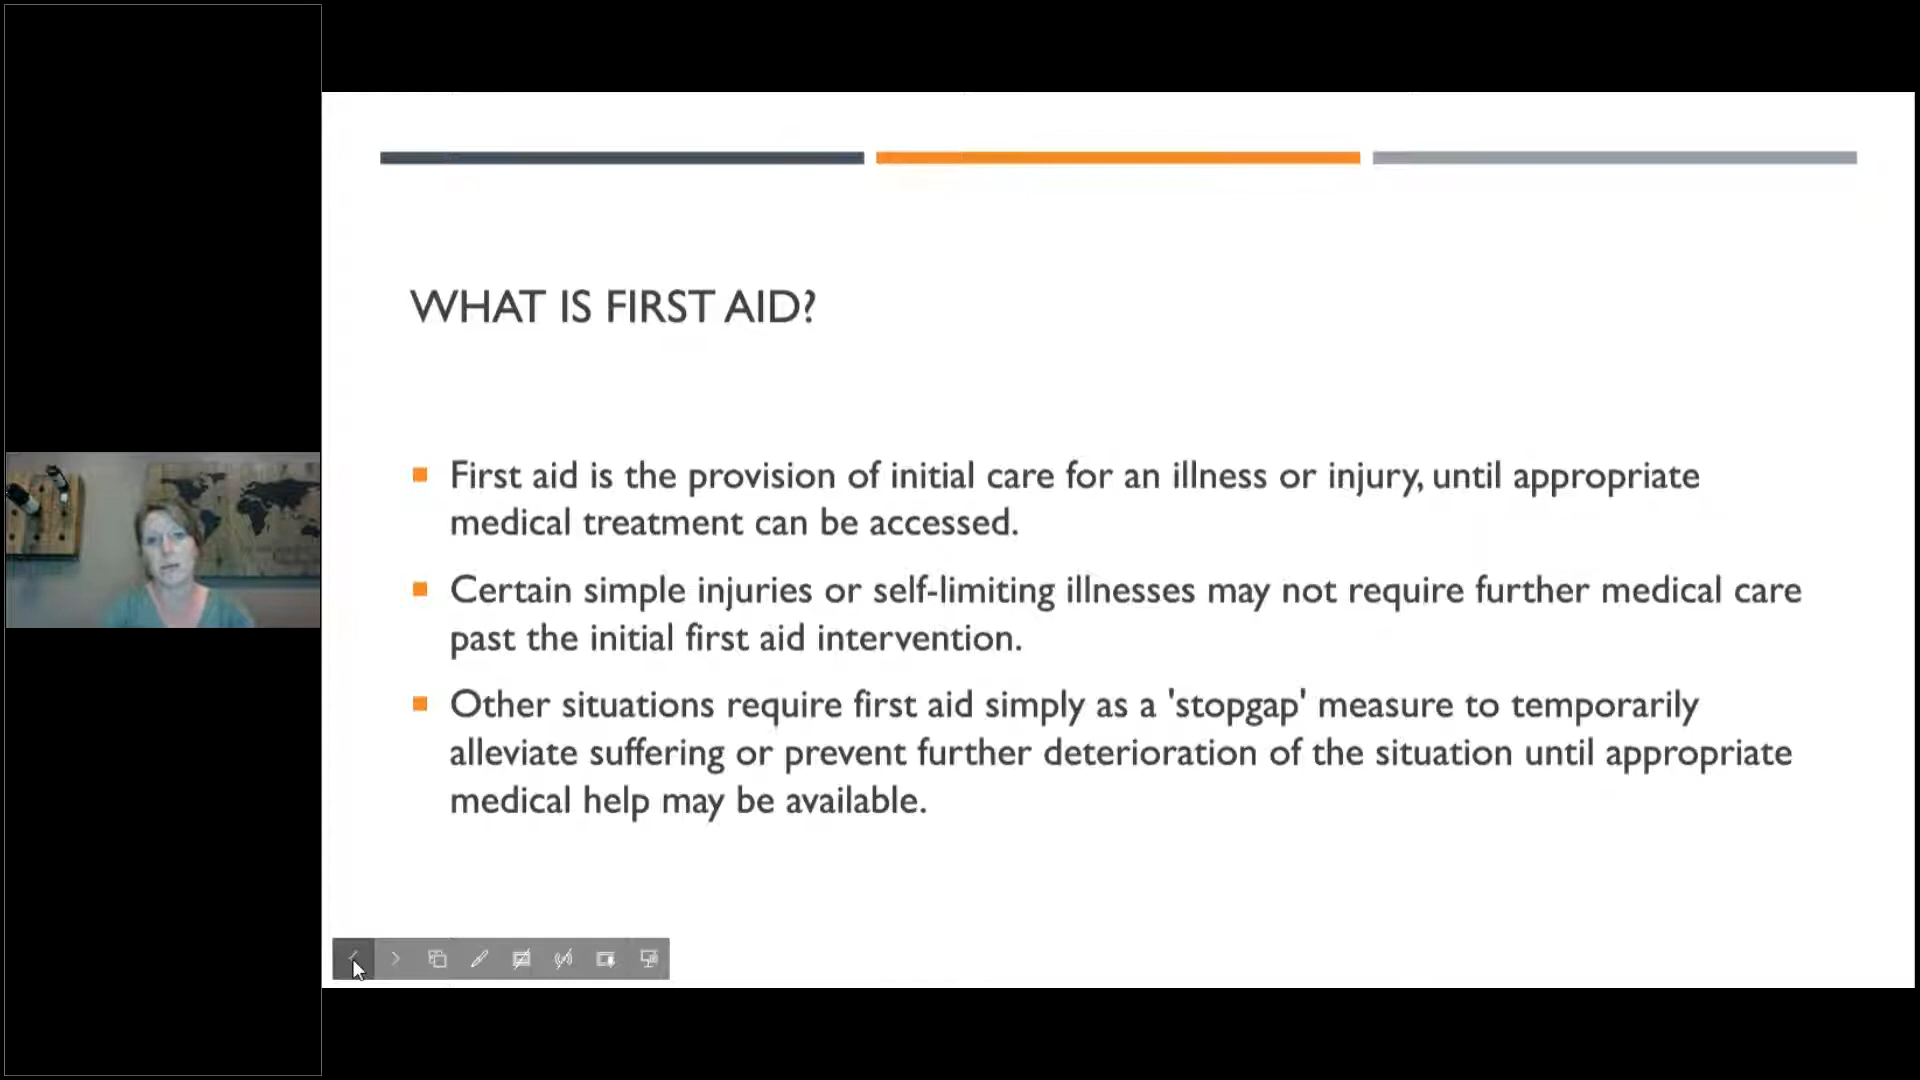 WHAT IS FIRST AID?
First aid is the provision of initial care for an illness or injury, until appropriate
medical treatment can be accessed.
Certain simple injuries or self-limiting illnesses may not require further medical care
past the initial first aid intervention.
Other situations require first aid simply as a 'stopgap' measure to temporarily
alleviate suffering or prevent further deterioration of the situation until appropriate
medical help may be available.